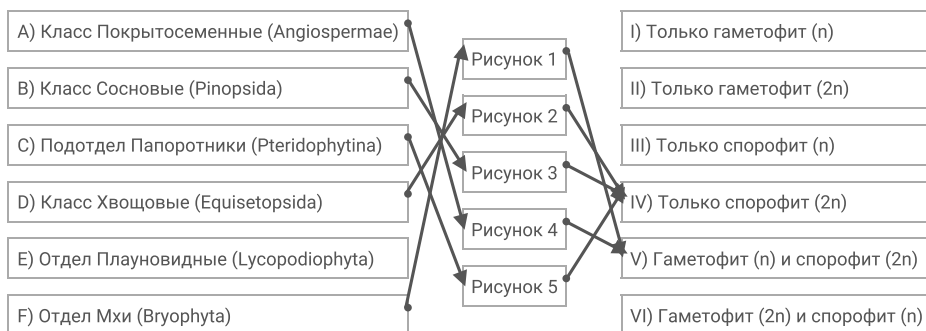 A) Класс Покрытосеменные (Angiospermae)
B) Класс Сосновые (Pinopsida)
C) Подотдел Папоротники (Pteridophytina)
D) Класс Хвощовые (Equisetopsida)
E) Отдел Плауновидные (Lycopodiophyta)
F) Отдел Мхи (Bryophyta)
Рисунок 1
Рисунок 2
Рисунок 3
Рисунок 4
Рисунок 5
I) Только гаметофит (n)
II) Только гаметофит (2n)
III) Только спорофит (n)
IV) Только спорофит (2n)
V) Гаметофит (n) и спорофит (2n)
VI) Гаметофит (2n) и спорофит (n)